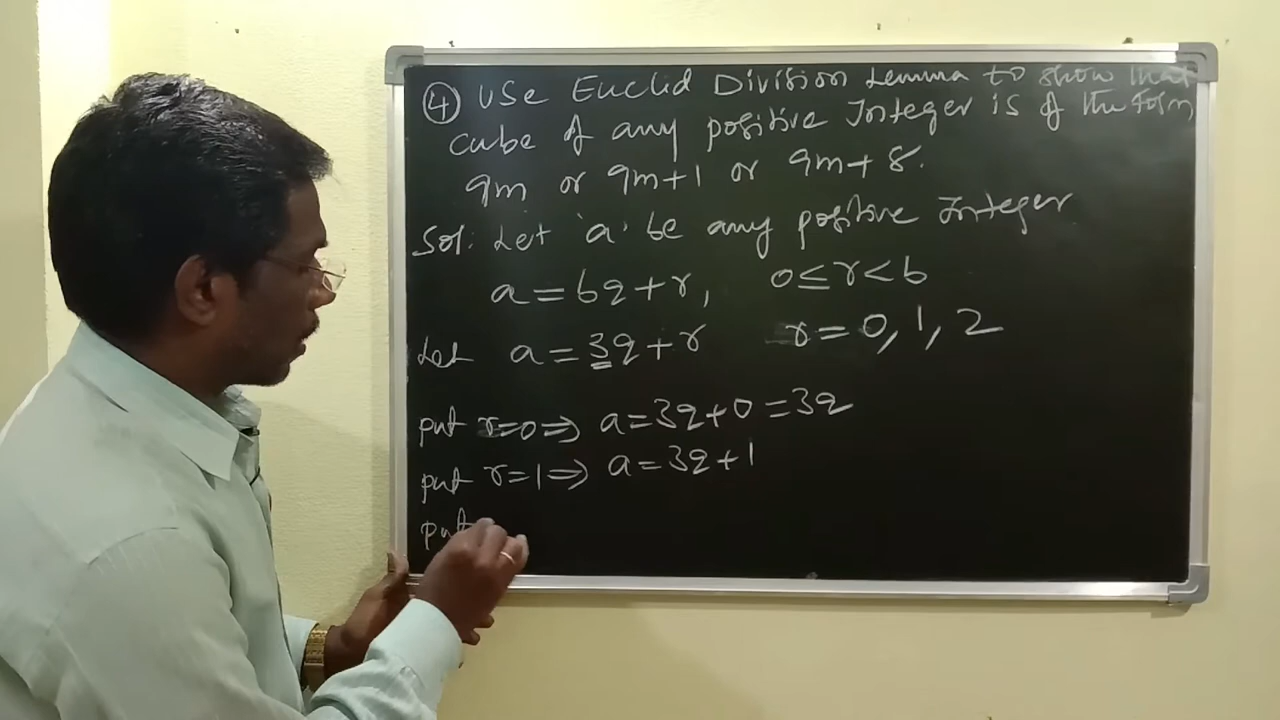 ④ Use Euclid Division Lemma to show that
cube of any positive Integer is of the form
9m or 9m+1 or 9m+8.
Sol: Let 'a' be any positive Integer
a=bq+r, 0≤r<b
Let a=3q+r r=0,1,2
put r=0⇒ a=3q+0=3q
put r=1⇒ a=3q+1
put